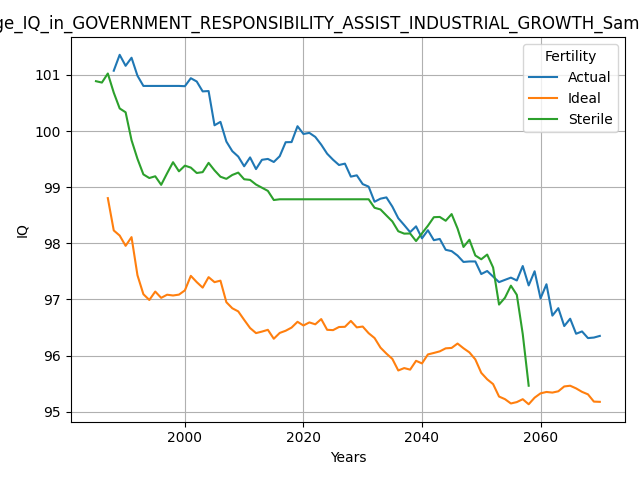 ge_IQ_in_GOVERNMENT_RESPONSIBILITY_ASSIST_INDUSTRIAL_GROWTH_Sam
Fertility
Actual
Ideal
Sterile
101
100
99
98
97
96
95
IQ
2000
2020
2040
2060
Years